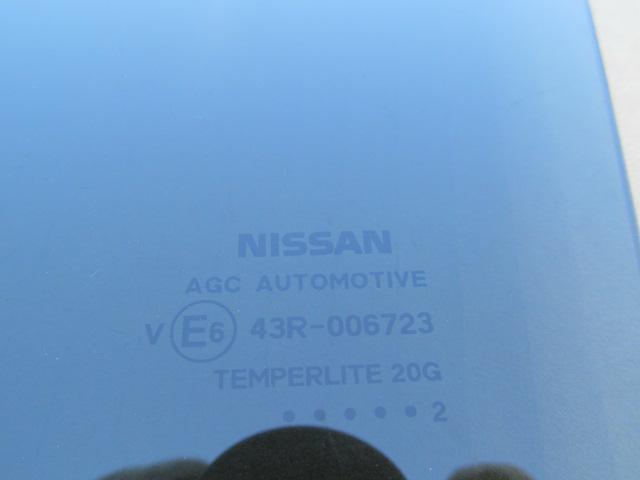 NISSAN
AGC AUTOMOTIVE
V E6 43R-006723
TEMPERLITE 20G
• • • • • 2